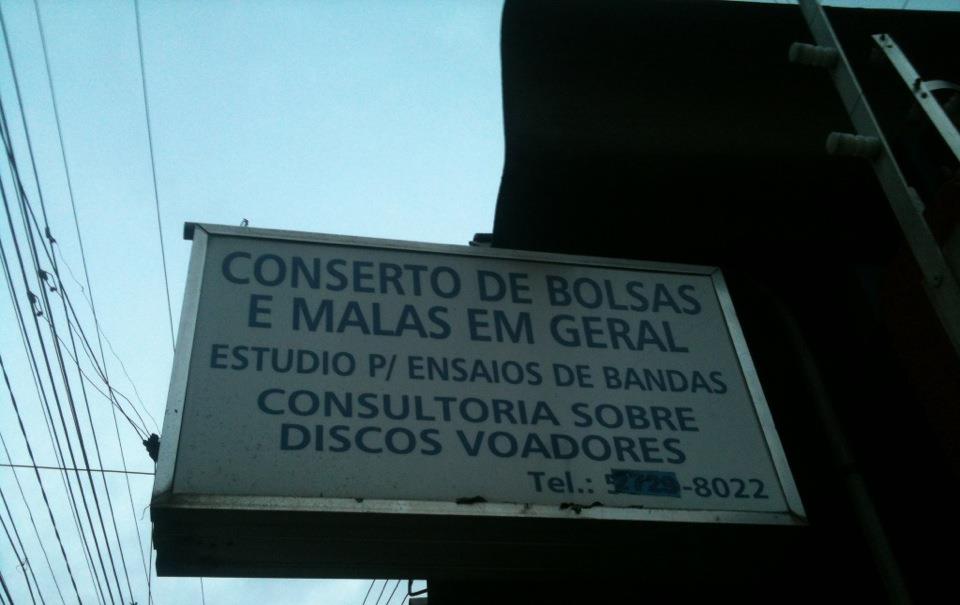 CONSERTO DE BOLSAS
E MALAS EM GERAL
ESTUDIO P/ ENSAIOS DE BANDAS
CONSULTORIA SOBRE
DISCOS VOADORES
Tel.: -8022